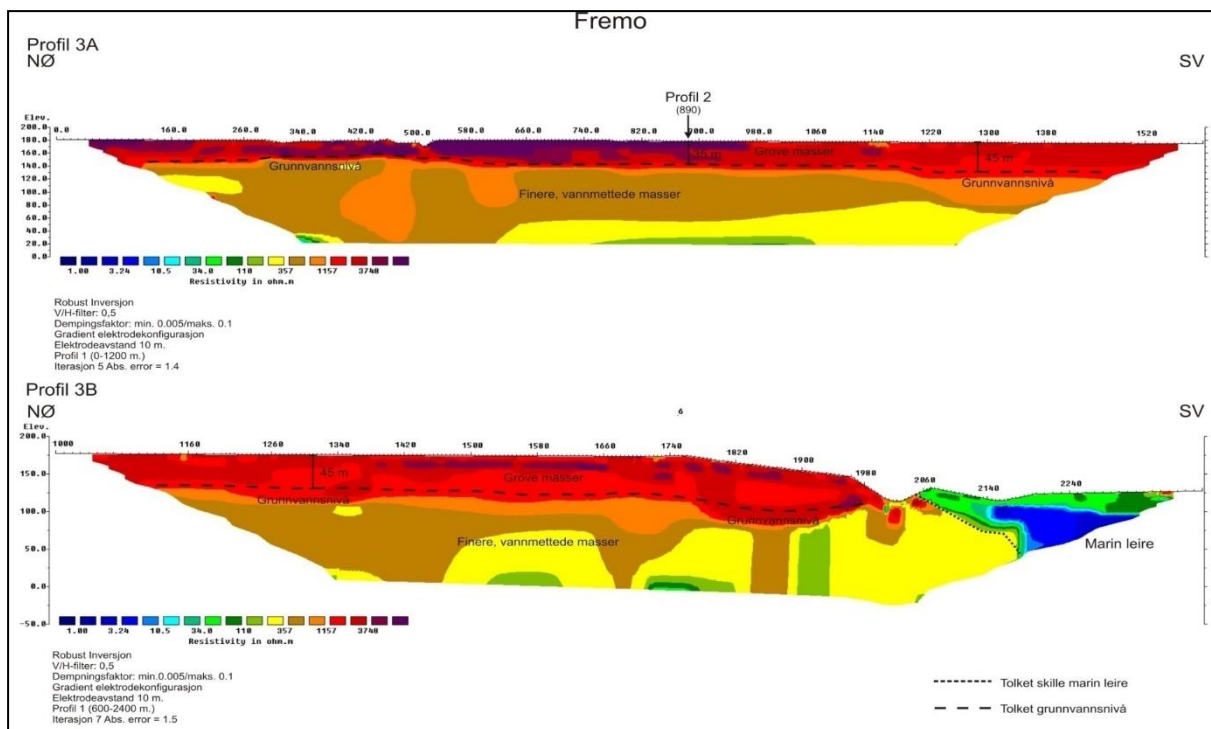 Fremo
Profil 3A
NØ
SV
Profil 2
(890)
Elev.
0.0 160.0 260.0 340.0 420.0 500.0 580.0 660.0 740.0 820.0 900.0 980.0 1060 1140 1220 1300 1380 1520
200.0
180.0
160.0
140.0
120.0
100.0
80.0
60.0
40.0
20.0
0.0
35 m
Grove masser
45 m
Grunnvannsnivå
Grunnvannsnivå
Finere, vannmettede masser
1.00 3.24 10.5 34.0 110 357 1157 3748
Resistivity in ohm.m
Robust Inversjon
V/H-filter: 0,5
Dempingsfaktor: min. 0.005/maks. 0.1
Gradient elektrodekonfigurasjon
Elektrodeavstand 10 m.
Profil 1 (0-1200 m.)
Iterasjon 5 Abs. error = 1.4
Profil 3B
NØ
SV
.6
Elev.
1000 1160 1260 1340 1420 1500 1580 1660 1740 1820 1900 1980 2060 2140 2240
200.0
150.0
100.0
50.0
0.0
-50.0
45 m
Grove masser
Grunnvannsnivå
Grunnvannsnivå
Finere, vannmettede masser
Marin leire
1.00 3.24 10.5 34.0 110 357 1157 3748
Resistivity in ohm.m
Robust Inversjon
V/H-filter: 0,5
Dempningsfaktor: min.0.005/maks. 0.1
Gradient elektrodekonfigurasjon
Elektrodeavstand 10 m.
Profil 1 (600-2400 m.)
Iterasjon 7 Abs. error = 1.5
Tolket skille marin leire
Tolket grunnvannsnivå